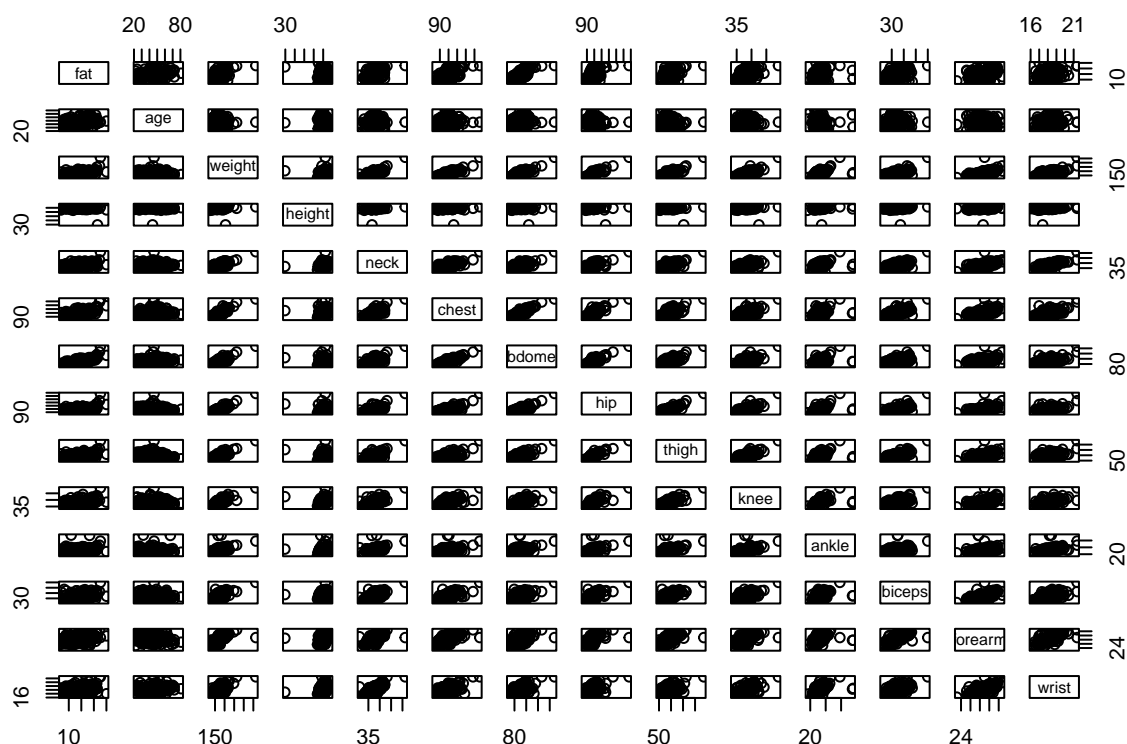 20 80 30 90 90 35 30 16 21
fat 10
20 age
weight 150
30 height
neck 35
90 chest
bdome 80
90 hip
thigh 50
35 knee
ankle 20
30 biceps
orearm 24
16 wrist
10 150 35 80 50 20 24